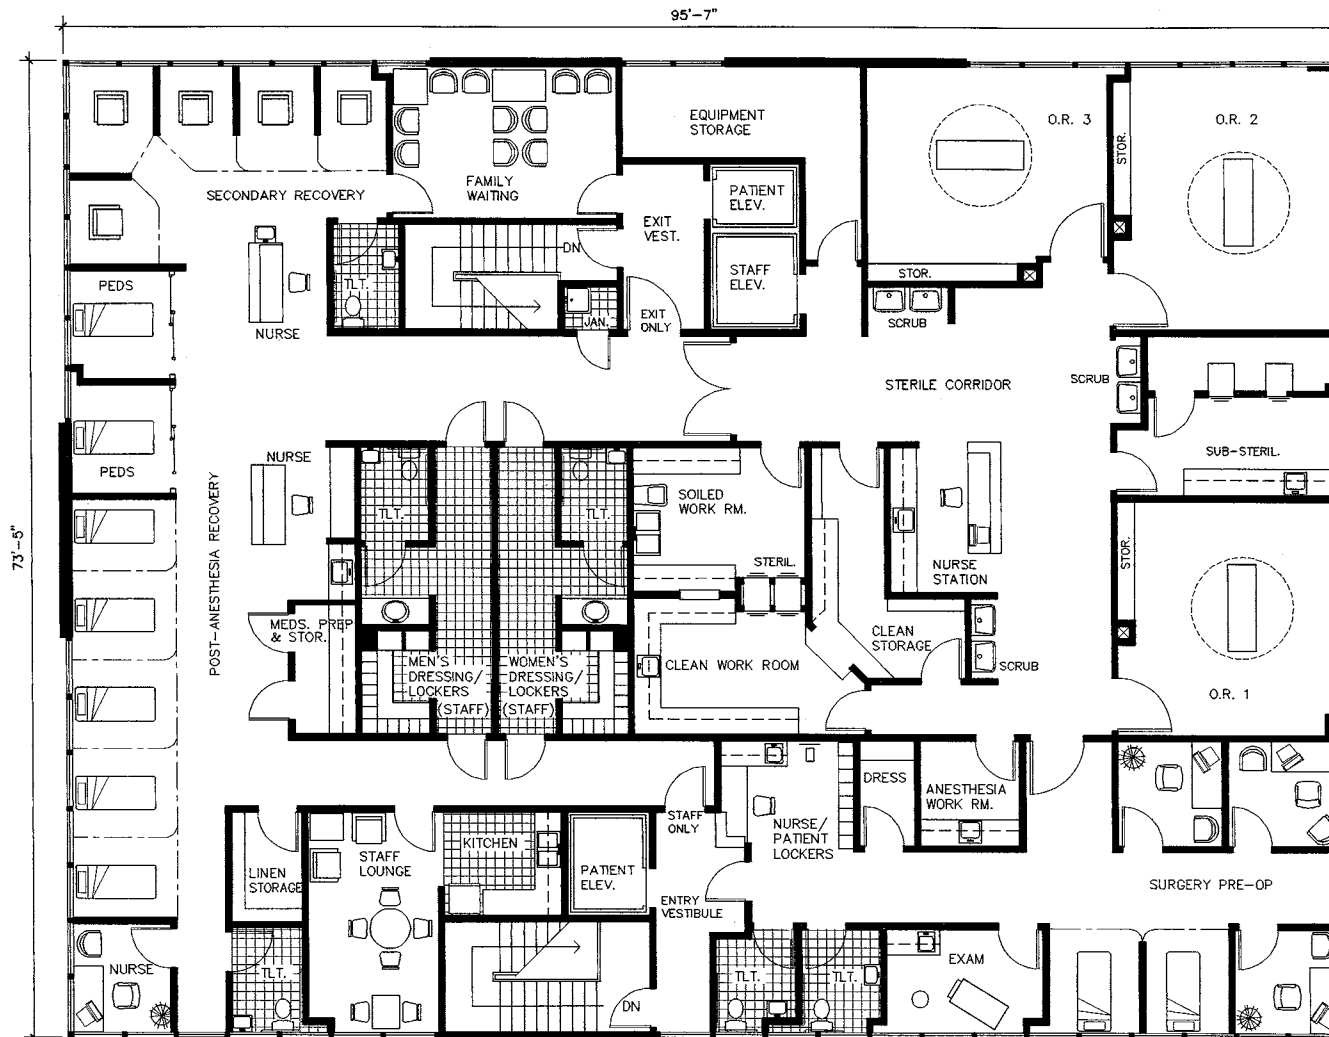 95'-7"
73'-5"
EQUIPMENT
STORAGE
O.R. 3
O.R. 2
STOR.
SECONDARY RECOVERY
FAMILY
WAITING
PATIENT
ELEV.
EXIT
VEST.
DN
STAFF
ELEV.
STOR.
PEDS
TLT.
NURSE
JAN.
EXIT
ONLY
SCRUB
STERILE CORRIDOR
SCRUB
PEDS
NURSE
SUB-STERIL.
SOILED
WORK RM.
TLT.
TLT.
POST-ANESTHESIA RECOVERY
STERIL.
NURSE
STATION
STOR.
MEDS. PREP
& STOR.
CLEAN
STORAGE
MEN'S
DRESSING/
LOCKERS
(STAFF)
WOMEN'S
DRESSING/
LOCKERS
(STAFF)
CLEAN WORK ROOM
SCRUB
O.R. 1
DRESS
ANESTHESIA
WORK RM.
STAFF
ONLY
NURSE/
PATIENT
LOCKERS
KITCHEN
STAFF
LOUNGE
LINEN
STORAGE
PATIENT
ELEV.
SURGERY PRE-OP
ENTRY
VESTIBULE
NURSE
TLT.
DN
TLT.
TLT.
EXAM